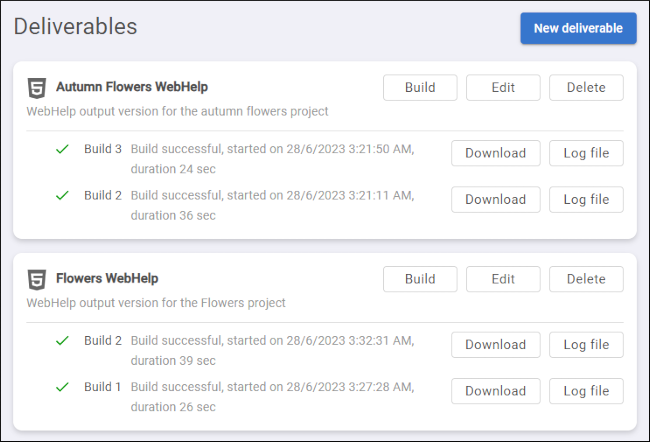 Deliverables
New deliverable
Autumn Flowers WebHelp
Build
Edit
Delete
WebHelp output version for the autumn flowers project
Build 3
Build successful, started on 28/6/2023 3:21:50 AM,
duration 24 sec
Download
Log file
Build 2
Build successful, started on 28/6/2023 3:21:11 AM,
duration 36 sec
Download
Log file
Flowers WebHelp
Build
Edit
Delete
WebHelp output version for the Flowers project
Build 2
Build successful, started on 28/6/2023 3:32:31 AM,
duration 39 sec
Download
Log file
Build 1
Build successful, started on 28/6/2023 3:27:28 AM,
duration 26 sec
Download
Log file